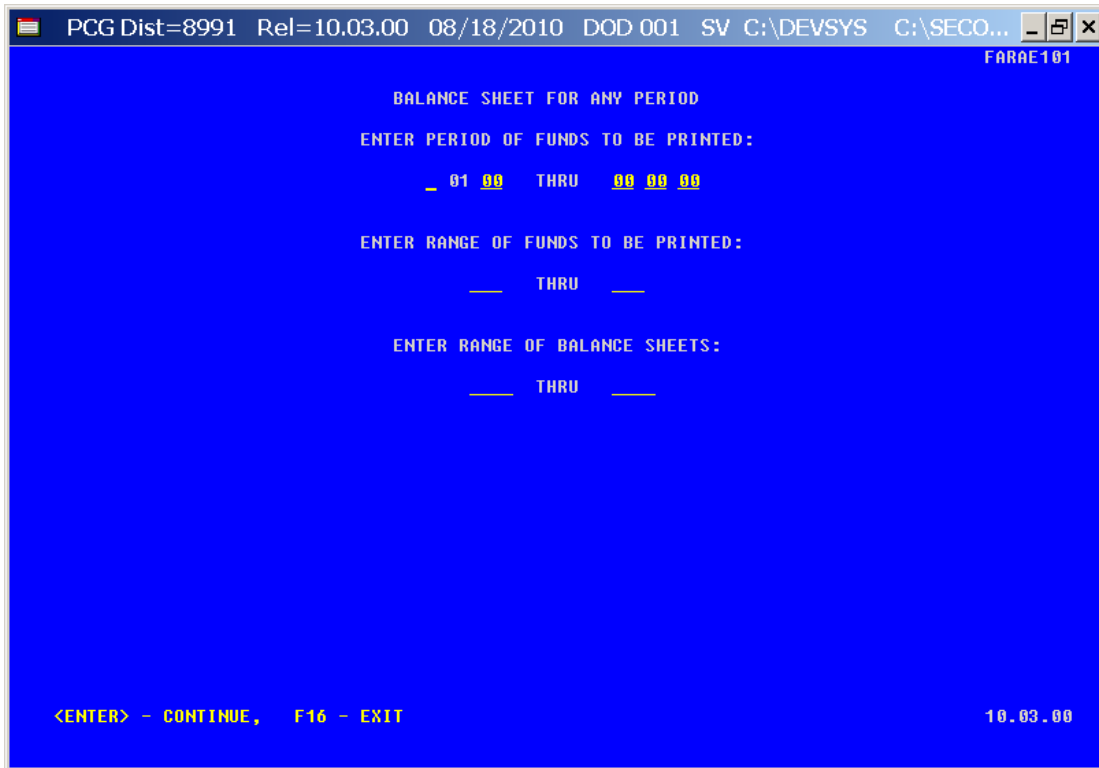 PCG Dist=8991 Rel=10.03.00 08/18/2010 DOD 001 SV C:\DEVSYS C:\SECO...
FARAE101
BALANCE SHEET FOR ANY PERIOD
ENTER PERIOD OF FUNDS TO BE PRINTED:
_ 01 00 THRU 00 00 00
ENTER RANGE OF FUNDS TO BE PRINTED:
___ THRU ___
ENTER RANGE OF BALANCE SHEETS:
____ THRU ____
<ENTER> - CONTINUE, F16 - EXIT 10.03.00